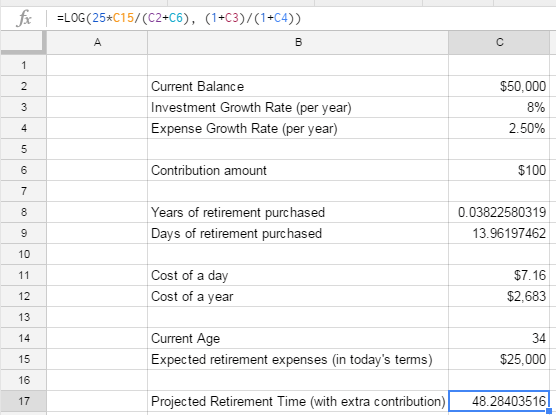 fx =LOG(25*C15/(C2+C6), (1+C3)/(1+C4))
A B C
1
2 Current Balance $50,000
3 Investment Growth Rate (per year) 8%
4 Expense Growth Rate (per year) 2.50%
5
6 Contribution amount $100
7
8 Years of retirement purchased 0.03822580319
9 Days of retirement purchased 13.96197462
10
11 Cost of a day $7.16
12 Cost of a year $2,683
13
14 Current Age 34
15 Expected retirement expenses (in today's terms) $25,000
16
17 Projected Retirement Time (with extra contribution) 48.28403516